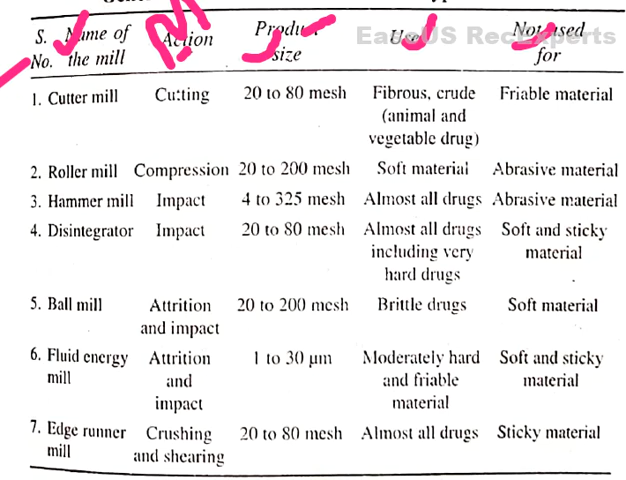 S. Name of Action Product Uses Not used
No. the mill size for
1. Cutter mill Cutting 20 to 80 mesh Fibrous, crude Friable material
(animal and
vegetable drug)
2. Roller mill Compression 20 to 200 mesh Soft material Abrasive material
3. Hammer mill Impact 4 to 325 mesh Almost all drugs Abrasive material
4. Disintegrator Impact 20 to 80 mesh Almost all drugs Soft and sticky
including very material
hard drugs
5. Ball mill Attrition 20 to 200 mesh Brittle drugs Soft material
and impact
6. Fluid energy Attrition 1 to 30 µm Moderately hard Soft and sticky
mill and and friable material
impact material
7. Edge runner Crushing 20 to 80 mesh Almost all drugs Sticky material
mill and shearing